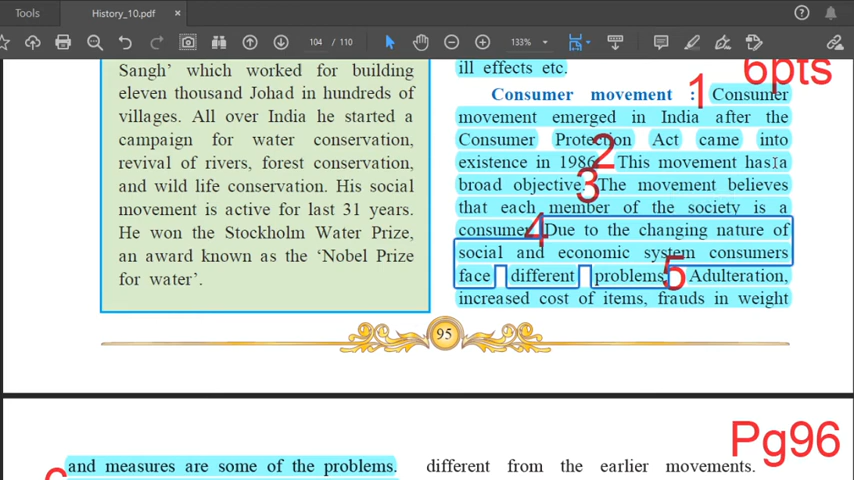 Tools
History_10.pdf
×
104 / 110
133%
Sangh' which worked for building
eleven thousand Johad in hundreds of
villages. All over India he started a
campaign for water conservation,
revival of rivers, forest conservation,
and wild life conservation. His social
movement is active for last 31 years.
He won the Stockholm Water Prize,
an award known as the 'Nobel Prize
for water'.
ill effects etc.
6pts
Consumer movement : 1 Consumer
movement emerged in India after the
Consumer Protection Act came into
existence in 1986. 2 This movement has a
broad objective. 3 The movement believes
that each member of the society is a
consumer. 4 Due to the changing nature of
social and economic system consumers
face different problems. 5 Adulteration,
increased cost of items, frauds in weight
95
Pg96
and measures are some of the problems.
different from the earlier movements.